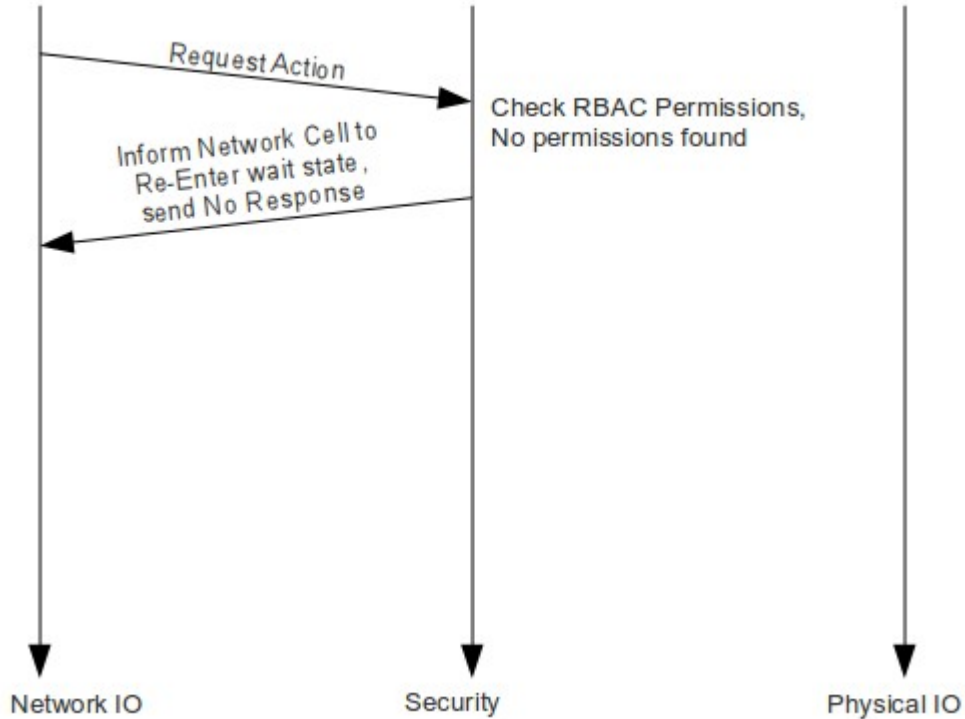 Request Action
Check RBAC Permissions,
No permissions found
Inform Network Cell to
Re-Enter wait state,
send No Response
Network IO
Security
Physical IO